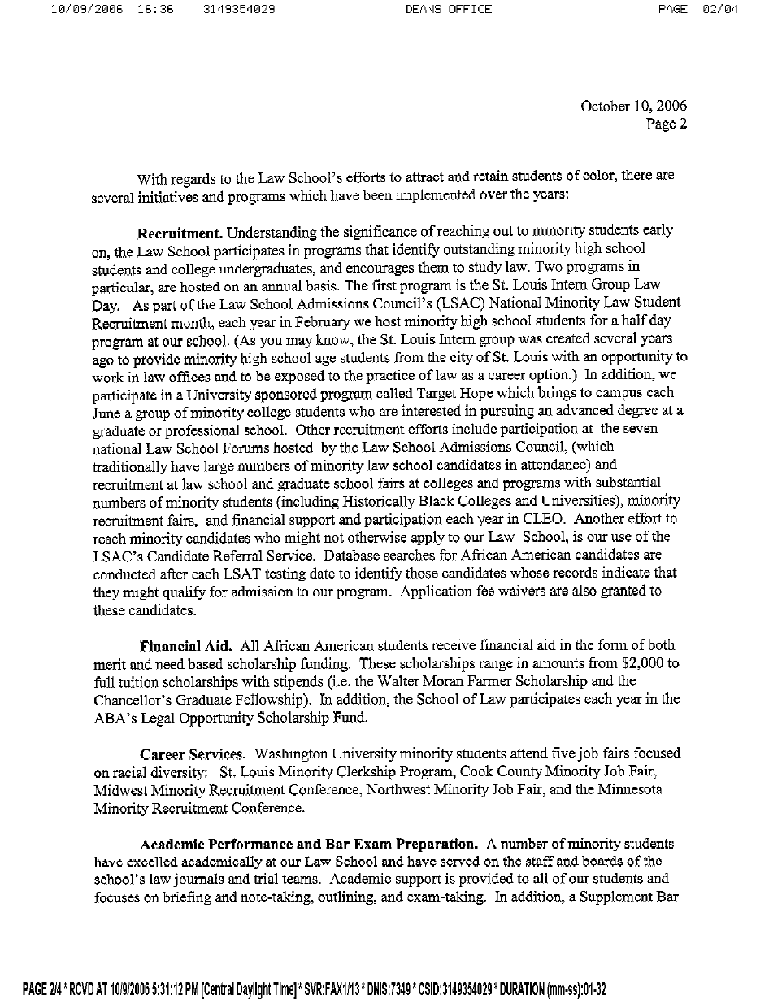 10/09/2006 16:36 3149354029 DEANS OFFICE PAGE 02/04
October 10, 2006
Page 2
With regards to the Law School's efforts to attract and retain students of color, there are
several initiatives and programs which have been implemented over the years:
Recruitment. Understanding the significance of reaching out to minority students early
on, the Law School participates in programs that identify outstanding minority high school
students and college undergraduates, and encourages them to study law. Two programs in
particular, are hosted on an annual basis. The first program is the St. Louis Intern Group Law
Day. As part of the Law School Admissions Council's (LSAC) National Minority Law Student
Recruitment month, each year in February we host minority high school students for a half day
program at our school. (As you may know, the St. Louis Intern group was created several years
ago to provide minority high school age students from the city of St. Louis with an opportunity to
work in law offices and to be exposed to the practice of law as a career option.) In addition, we
participate in a University sponsored program called Target Hope which brings to campus each
June a group of minority college students who are interested in pursuing an advanced degree at a
graduate or professional school. Other recruitment efforts include participation at the seven
national Law School Forums hosted by the Law School Admissions Council, (which
traditionally have large numbers of minority law school candidates in attendance) and
recruitment at law school and graduate school fairs at colleges and programs with substantial
numbers of minority students (including Historically Black Colleges and Universities), minority
recruitment fairs, and financial support and participation each year in CLEO. Another effort to
reach minority candidates who might not otherwise apply to our Law School, is our use of the
LSAC's Candidate Referral Service. Database searches for African American candidates are
conducted after each LSAT testing date to identify those candidates whose records indicate that
they might qualify for admission to our program. Application fee waivers are also granted to
these candidates.
Financial Aid. All African American students receive financial aid in the form of both
merit and need based scholarship funding. These scholarships range in amounts from $2,000 to
full tuition scholarships with stipends (i.e. the Walter Moran Farmer Scholarship and the
Chancellor's Graduate Fellowship). In addition, the School of Law participates each year in the
ABA's Legal Opportunity Scholarship Fund.
Career Services. Washington University minority students attend five job fairs focused
on racial diversity: St. Louis Minority Clerkship Program, Cook County Minority Job Fair,
Midwest Minority Recruitment Conference, Northwest Minority Job Fair, and the Minnesota
Minority Recruitment Conference.
Academic Performance and Bar Exam Preparation. A number of minority students
have excelled academically at our Law School and have served on the staff and boards of the
school's law journals and trial teams. Academic support is provided to all of our students and
focuses on briefing and note-taking, outlining, and exam-taking. In addition, a Supplement Bar
PAGE 2/4 * RCVD AT 10/9/2006 5:31:12 PM [Central Daylight Time] * SVR:FAX1/13 * DNIS:7349 * CSID:3149354029 * DURATION (mm-ss):01-32